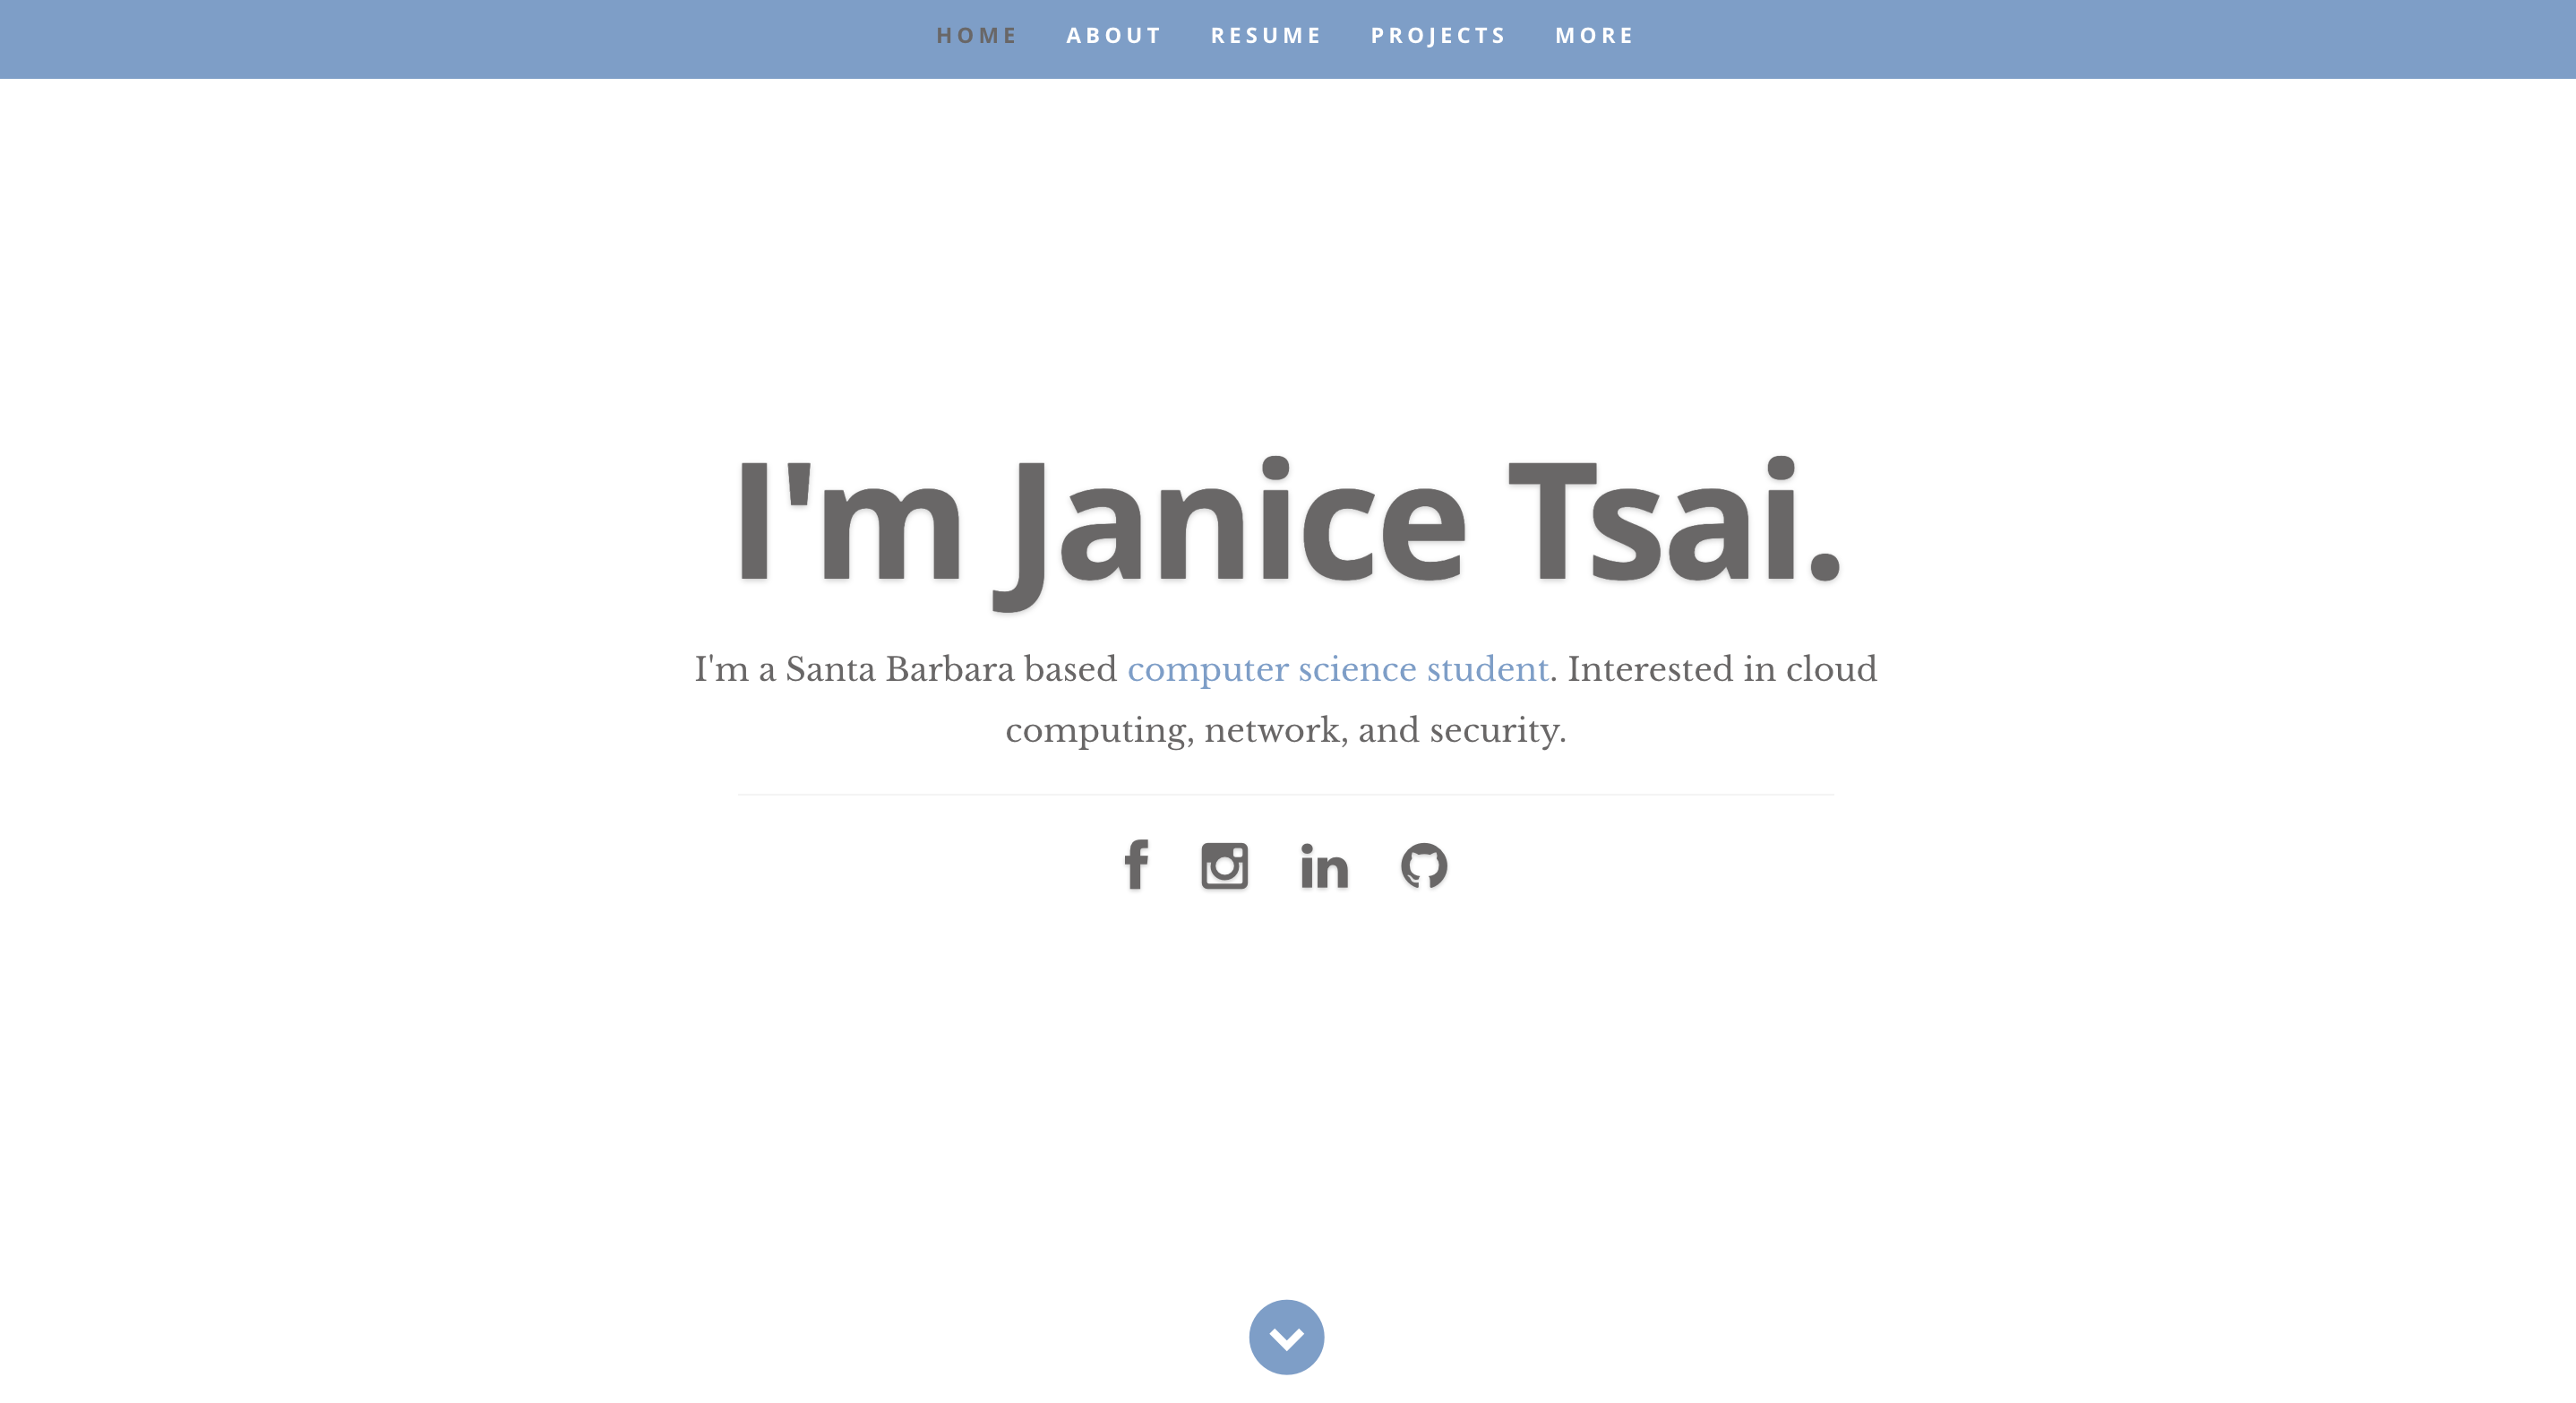 HOME ABOUT RESUME PROJECTS MORE
I'm Janice Tsai.
I'm a Santa Barbara based computer science student. Interested in cloud
computing, network, and security.